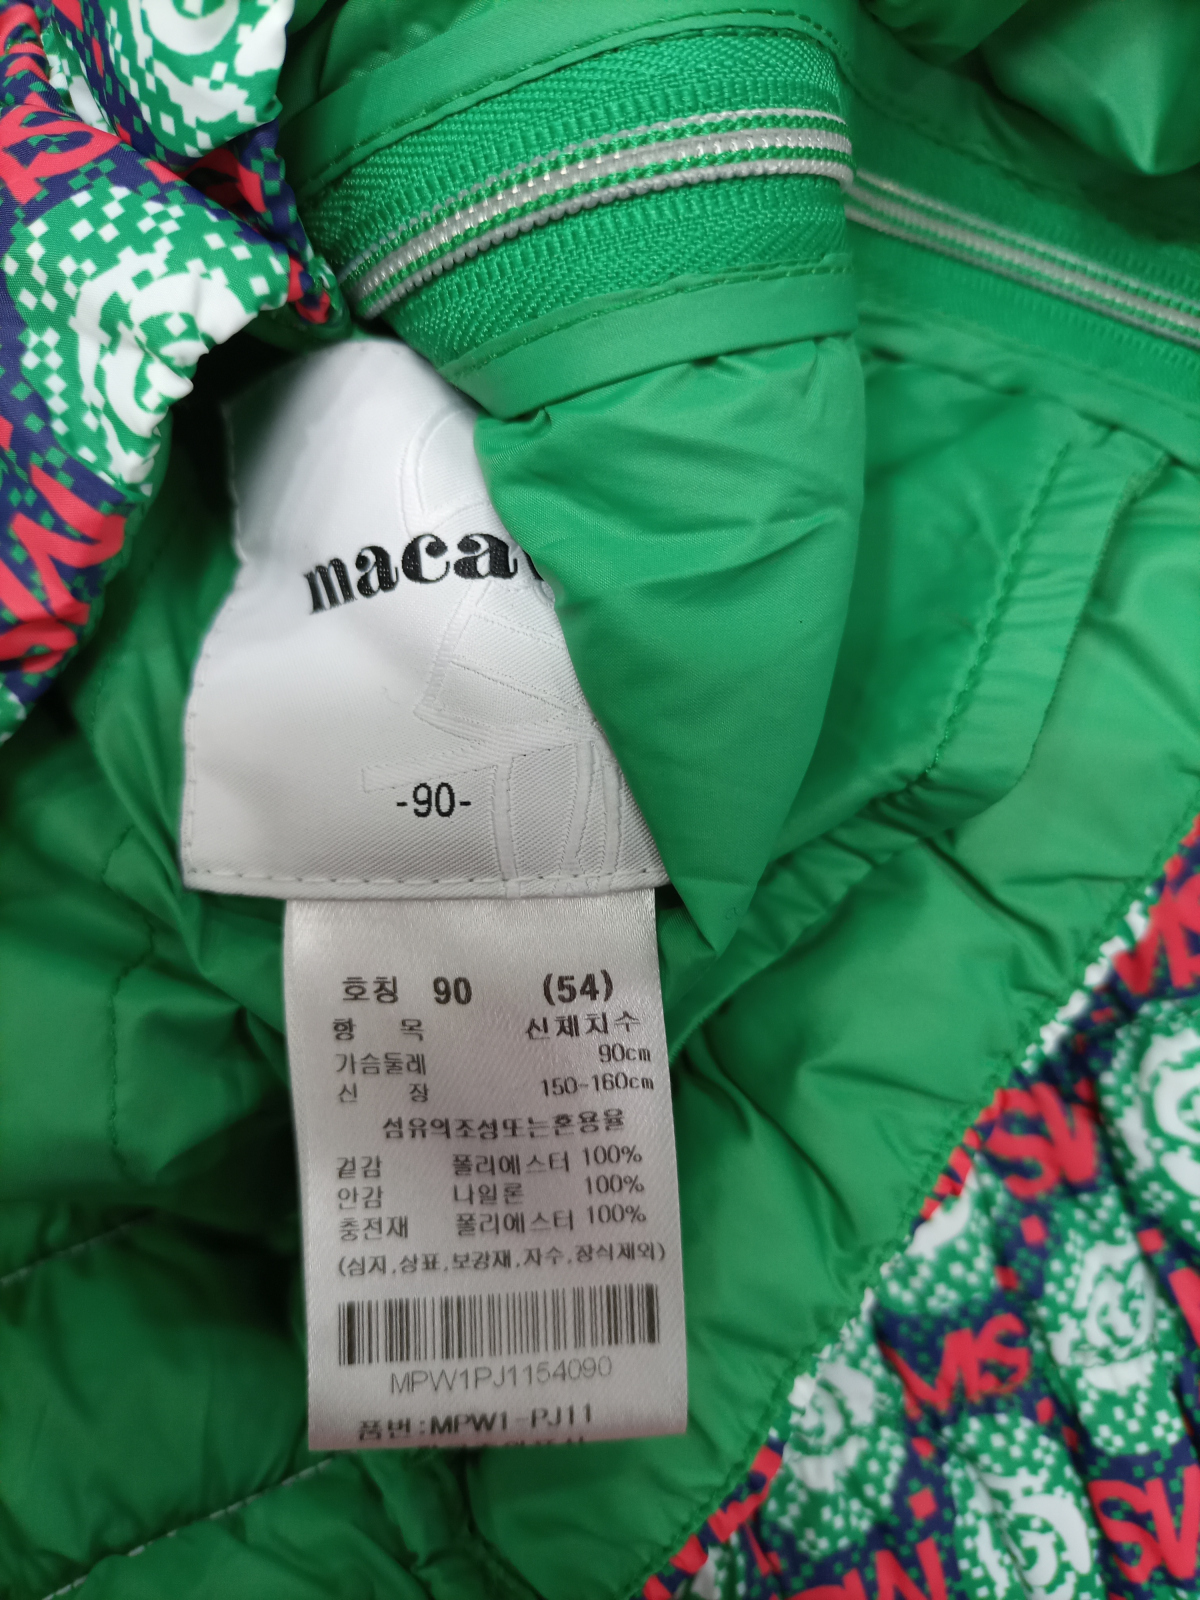 maca
-90-
호칭 90 (54)
항 목 신체치수
가슴둘레 90cm
신 장 150-160cm
섬유의조성또는혼용율
겉감 폴리에스터 100%
안감 나일론 100%
충전재 폴리에스터 100%
(심지,상표,보강재,자수,장식제외)
MPW1PJ1154090
품번:MPW1-PJ11